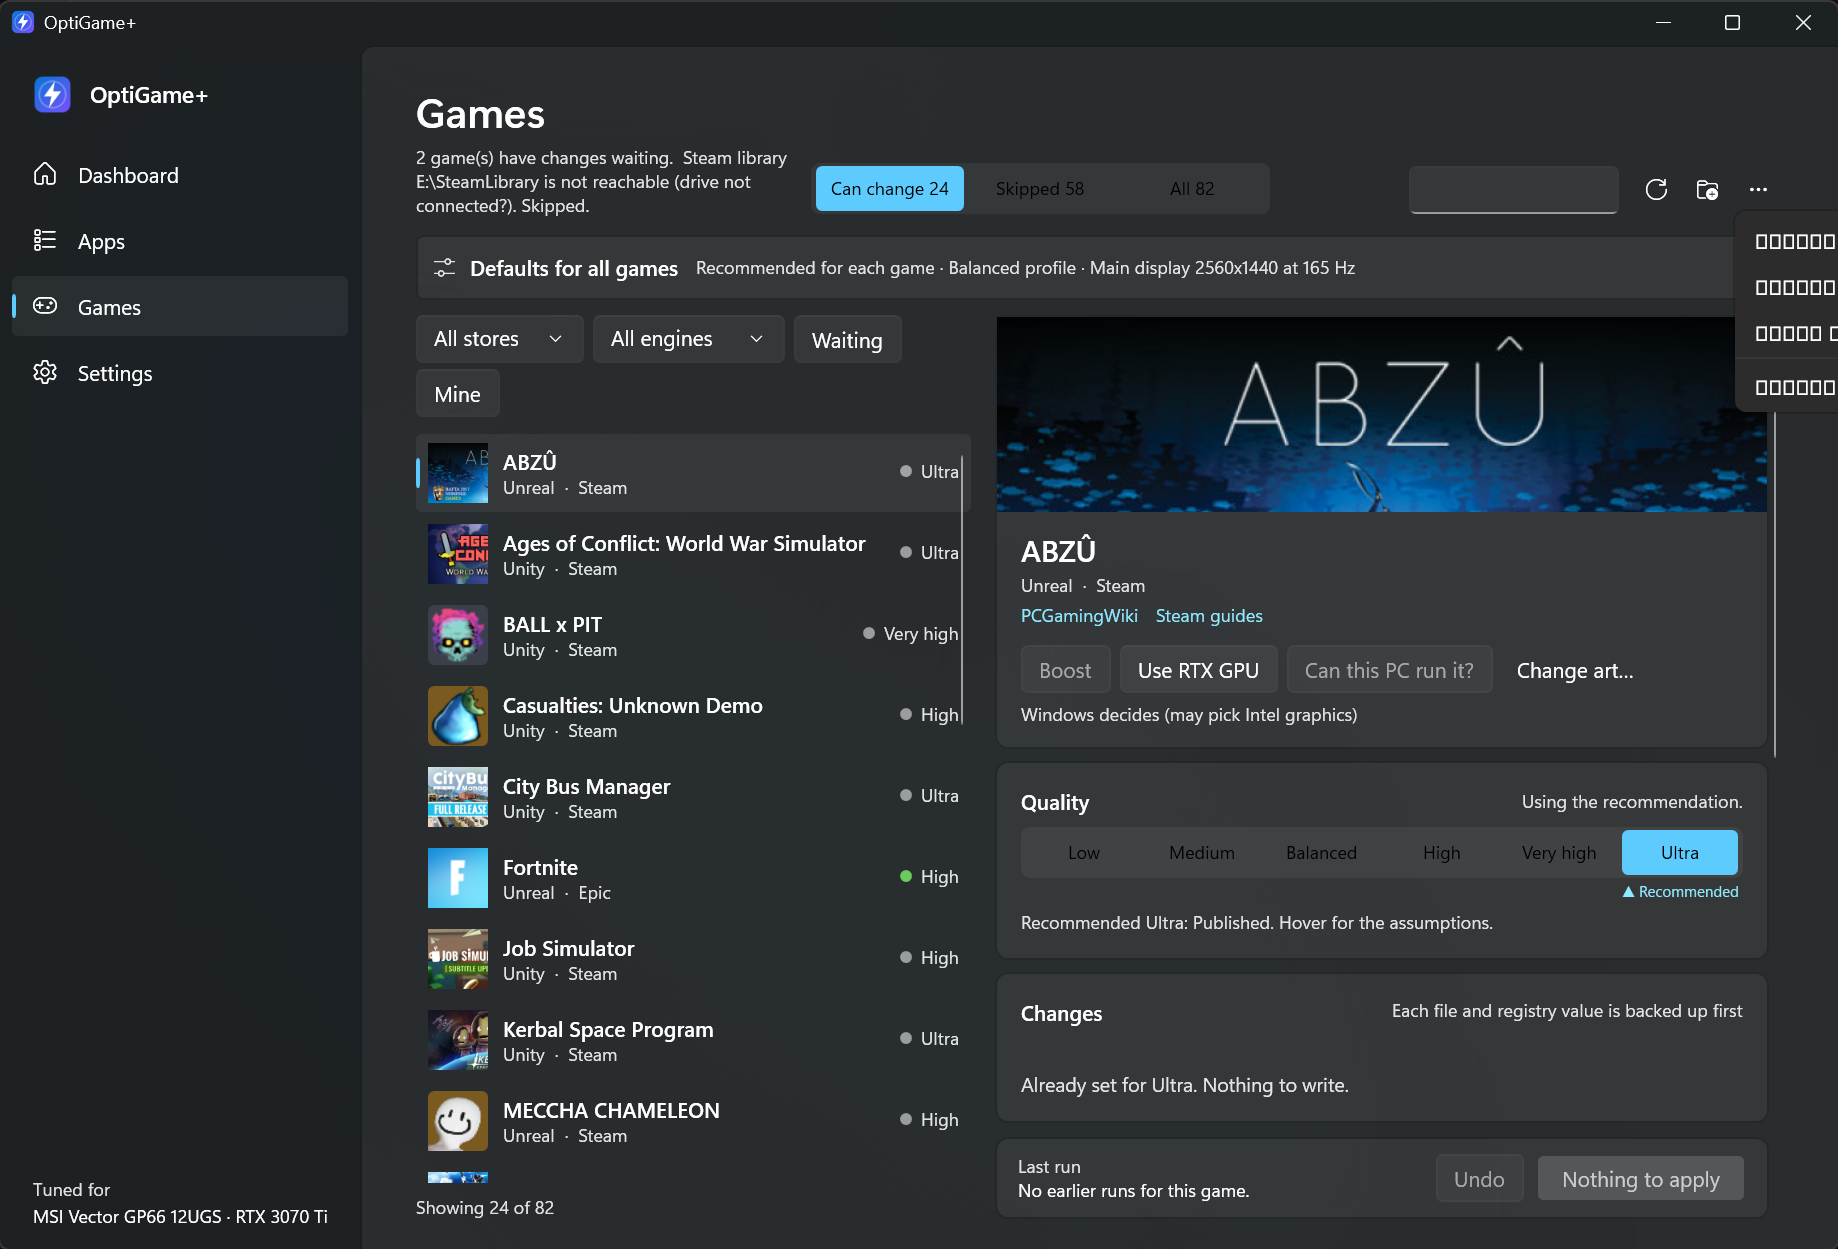 OptiGame+
OptiGame+
Dashboard
Apps
Games
Settings
Tuned for
MSI Vector GP66 12UGS · RTX 3070 Ti
Games
2 game(s) have changes waiting.  Steam library
E:\SteamLibrary is not reachable (drive not
connected?). Skipped.
Can change 24
Skipped 58
All 82
Defaults for all games
Recommended for each game · Balanced profile · Main display 2560x1440 at 165 Hz
All stores
All engines
Waiting
Mine
ABZÛ
Unreal · Steam
Ultra
Ages of Conflict: World War Simulator
Unity · Steam
Ultra
BALL x PIT
Unity · Steam
Very high
Casualties: Unknown Demo
Unity · Steam
High
City Bus Manager
Unity · Steam
Ultra
Fortnite
Unreal · Epic
High
Job Simulator
Unity · Steam
High
Kerbal Space Program
Unity · Steam
Ultra
MECCHA CHAMELEON
Unreal · Steam
High
Showing 24 of 82
ABZÛ
ABZÛ
Unreal · Steam
PCGamingWiki
Steam guides
Boost
Use RTX GPU
Can this PC run it?
Change art...
Windows decides (may pick Intel graphics)
Quality
Using the recommendation.
Low
Medium
Balanced
High
Very high
Ultra
▲ Recommended
Recommended Ultra: Published. Hover for the assumptions.
Changes
Each file and registry value is backed up first
Already set for Ultra. Nothing to write.
Last run
No earlier runs for this game.
Undo
Nothing to apply